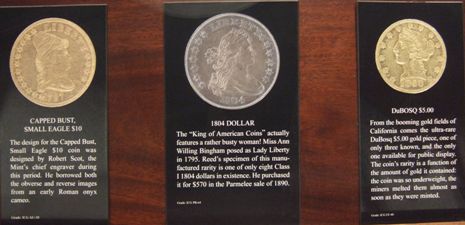 CAPPED BUST,
SMALL EAGLE $10
The design for the Capped Bust,
Small Eagle $10 coin was
designed by Robert Scot, the
Mint's chief engraver during
this period. He borrowed both
the obverse and reverse images
from an early Roman onyx
cameo.
1804
1804 DOLLAR
The "King of American Coins" actually
features a rather busty woman! Miss Ann
Willing Bingham posed as Lady Liberty
in 1795. Reed's specimen of this manu-
factured rarity is one of only eight Class
I 1804 dollars in existence. He purchased
it for $570 in the Parmelee sale of 1890.
DuBOSQ $5.00
From the booming gold fields of
California comes the ultra-rare
DuBosq $5.00 gold piece, one of
only three known, and the only
one available for public display.
The coin's rarity is a function of
the amount of gold it contained:
the coin was so underweight, the
miners melted them almost as
soon as they were minted.